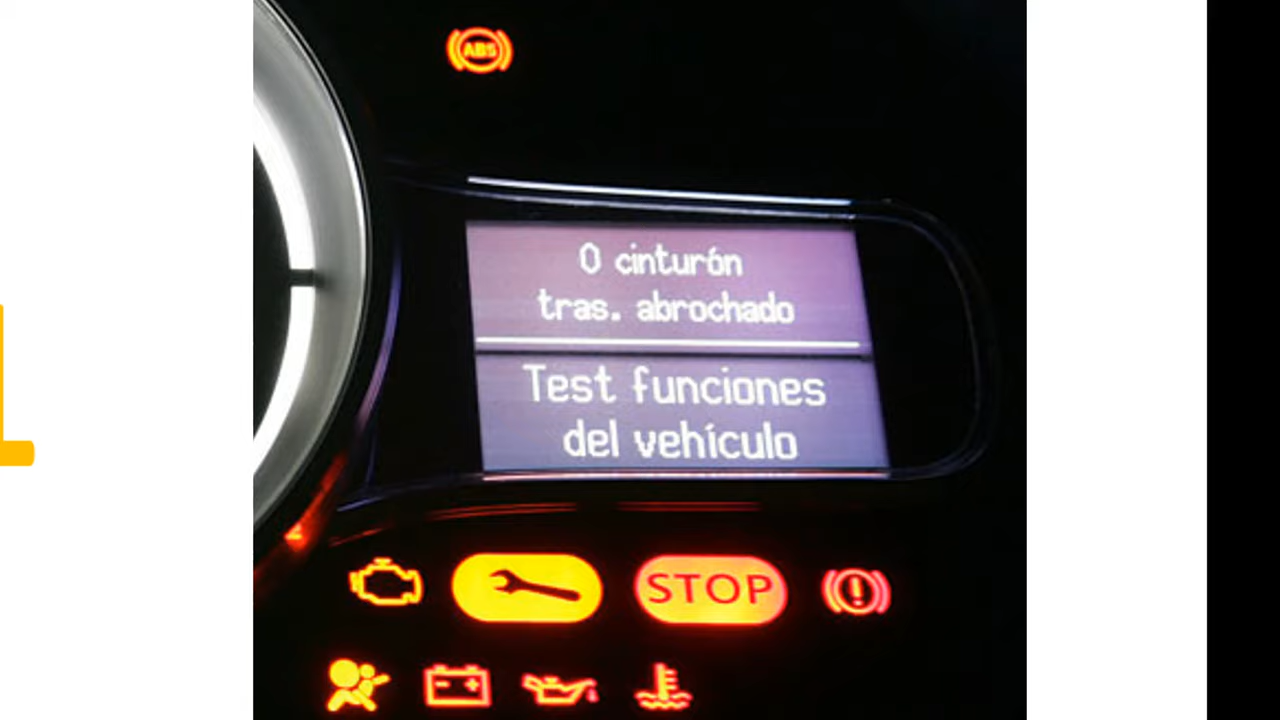 ABS
0 cinturón
tras. abrochado
Test funciones
del vehículo
STOP